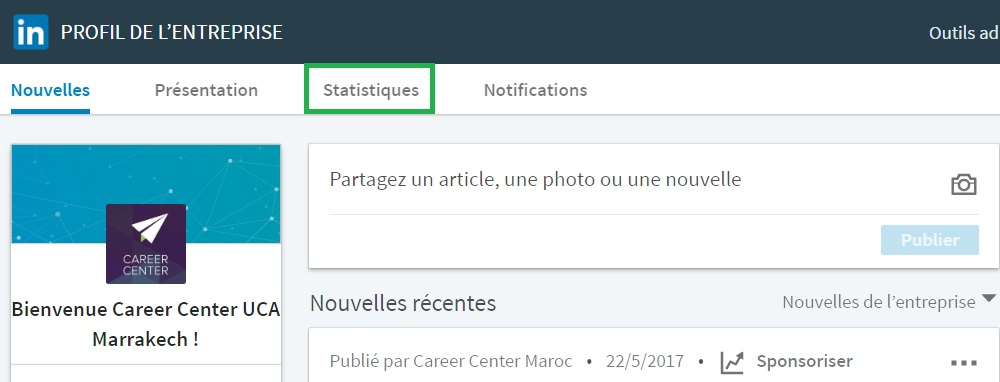 in PROFIL DE L'ENTREPRISE
Outils ad
Nouvelles Présentation Statistiques Notifications
CAREER
CENTER
Bienvenue Career Center UCA
Marrakech !
Partagez un article, une photo ou une nouvelle
Publier
Nouvelles récentes
Nouvelles de l'entreprise
Publié par Career Center Maroc • 22/5/2017 • Sponsoriser